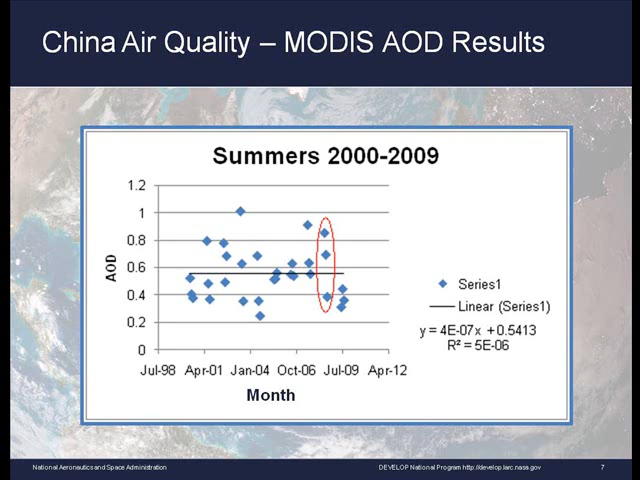 China Air Quality – MODIS AOD Results
Summers 2000-2009
1.2
1
0.8
0.6
0.4
0.2
0
AOD
Jul-98 Apr-01 Jan-04 Oct-06 Jul-09 Apr-12
Month
Series1
Linear (Series1)
y = 4E-07x + 0.5413
R² = 5E-06
National Aeronautics and Space Administration DEVELOP National Program http://develop.larc.nasa.gov 7